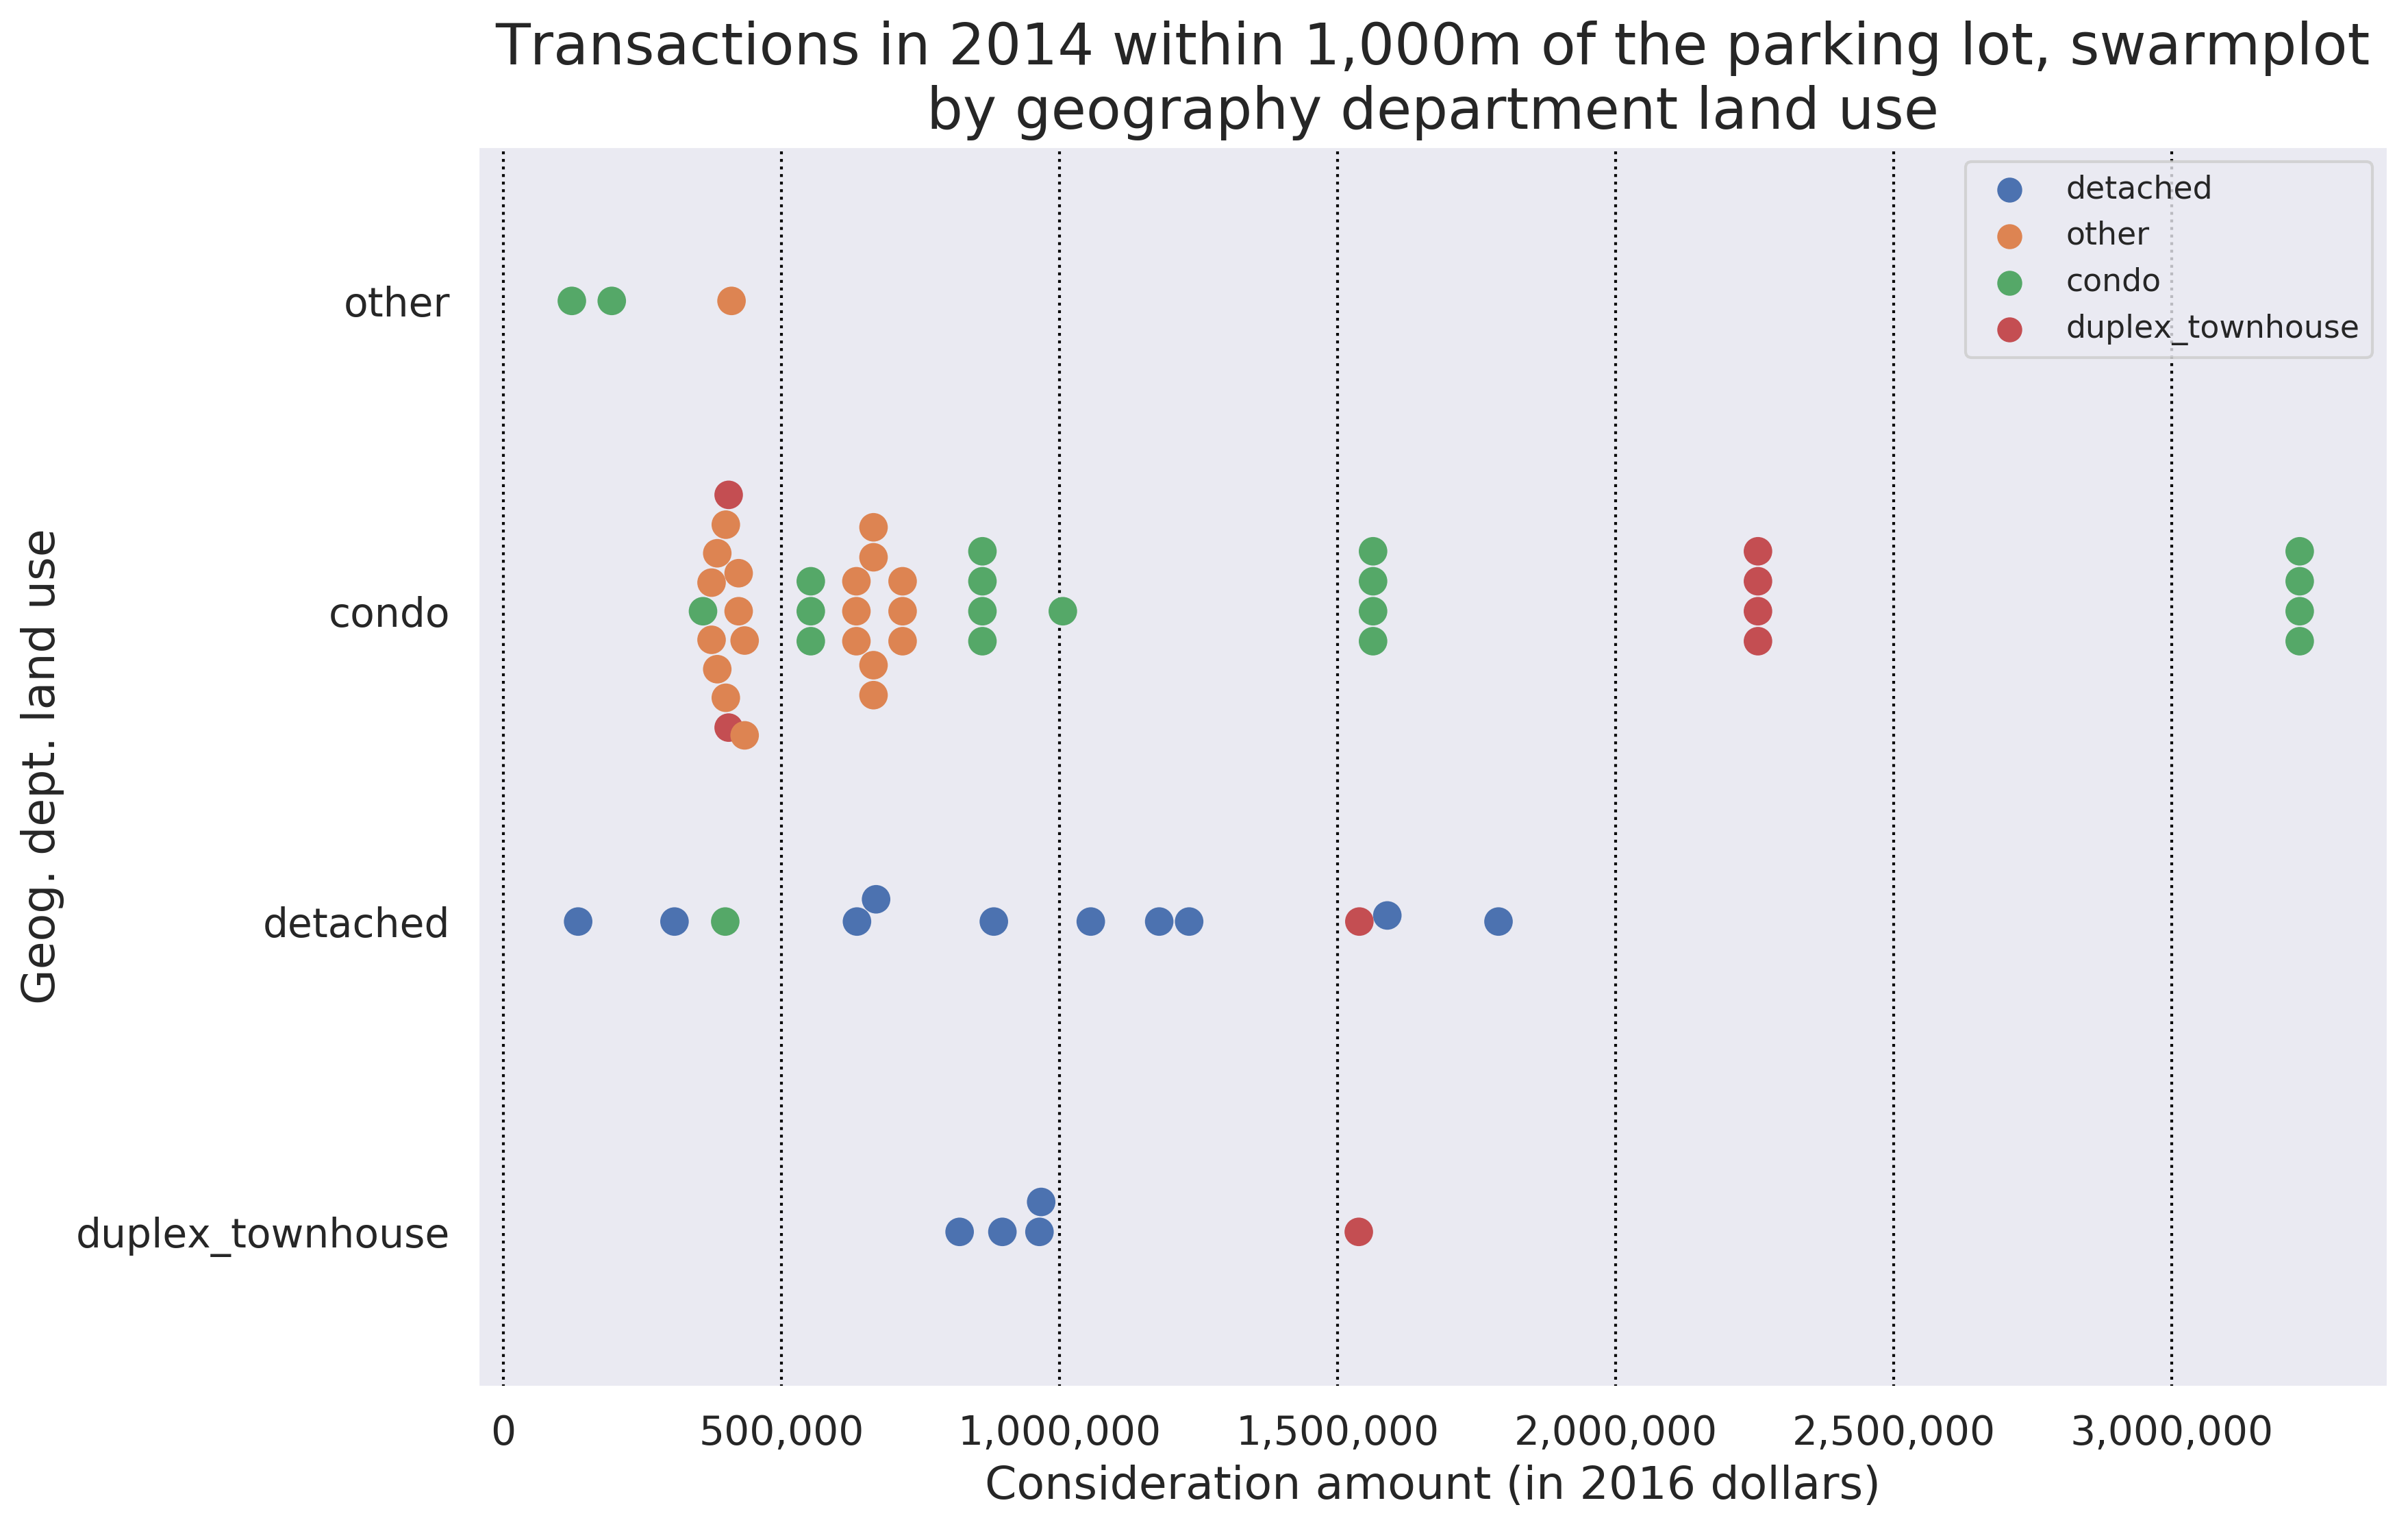 Transactions in 2014 within 1,000m of the parking lot, swarmplot
by geography department land use
detached
other
condo
duplex_townhouse
Geog. dept. land use
other
condo
detached
duplex_townhouse
0 500,000 1,000,000 1,500,000 2,000,000 2,500,000 3,000,000
Consideration amount (in 2016 dollars)